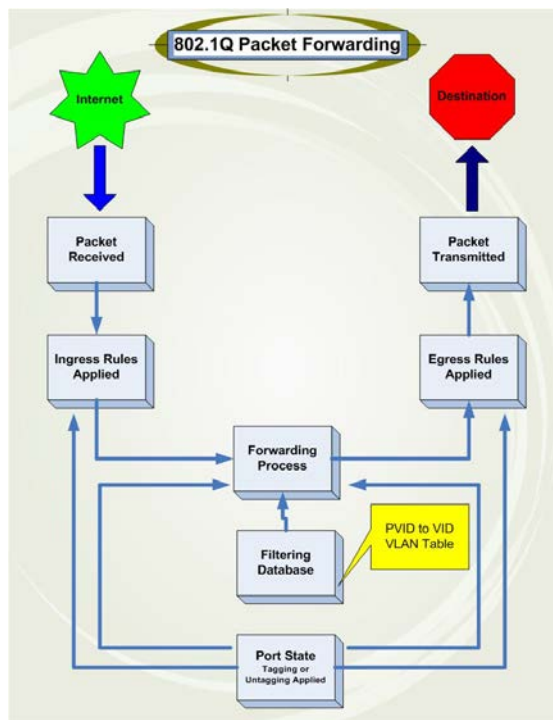 802.1Q Packet Forwarding
Internet
Destination
Packet
Received
Packet
Transmitted
Ingress Rules
Applied
Egress Rules
Applied
Forwarding
Process
PVID to VID
VLAN Table
Filtering
Database
Port State
Tagging or
Untagging Applied